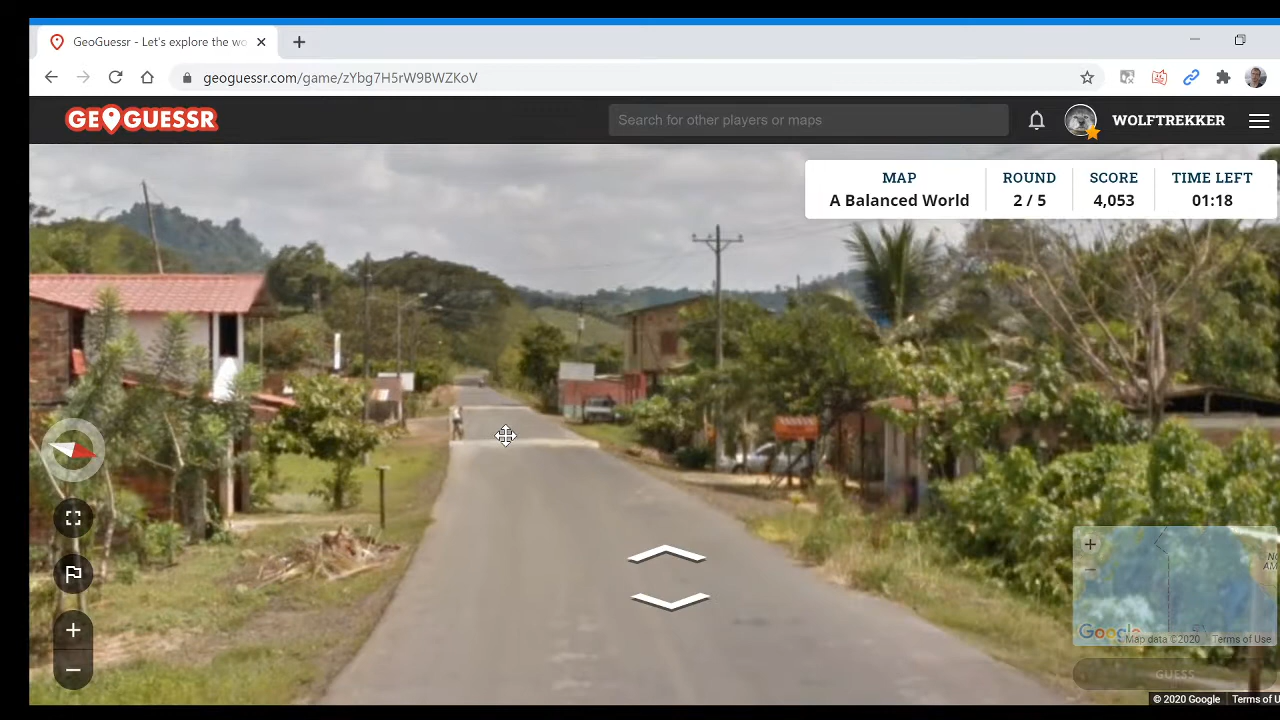 GeoGuessr - Let's explore the wo
geoguessr.com/game/zYbg7H5rW9BWZKoV
GEOGUESSR
Search for other players or maps
WOLFTREKKER
MAP
A Balanced World
ROUND
2 / 5
SCORE
4,053
TIME LEFT
01:18
Google
Map data ©2020
Terms of Use
GUESS
© 2020 Google
Terms of U